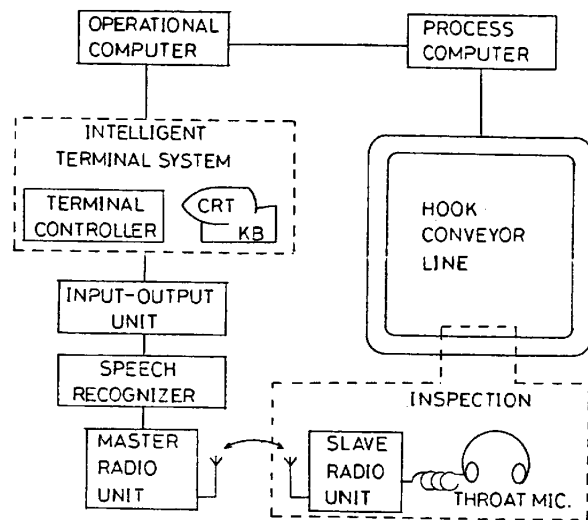 OPERATIONAL
COMPUTER
PROCESS
COMPUTER
INTELLIGENT
TERMINAL SYSTEM
TERMINAL
CONTROLLER
CRT
KB
HOOK
CONVEYOR
LINE
INPUT-OUTPUT
UNIT
SPEECH
RECOGNIZER
MASTER
RADIO
UNIT
INSPECTION
SLAVE
RADIO
UNIT
THROAT MIC.